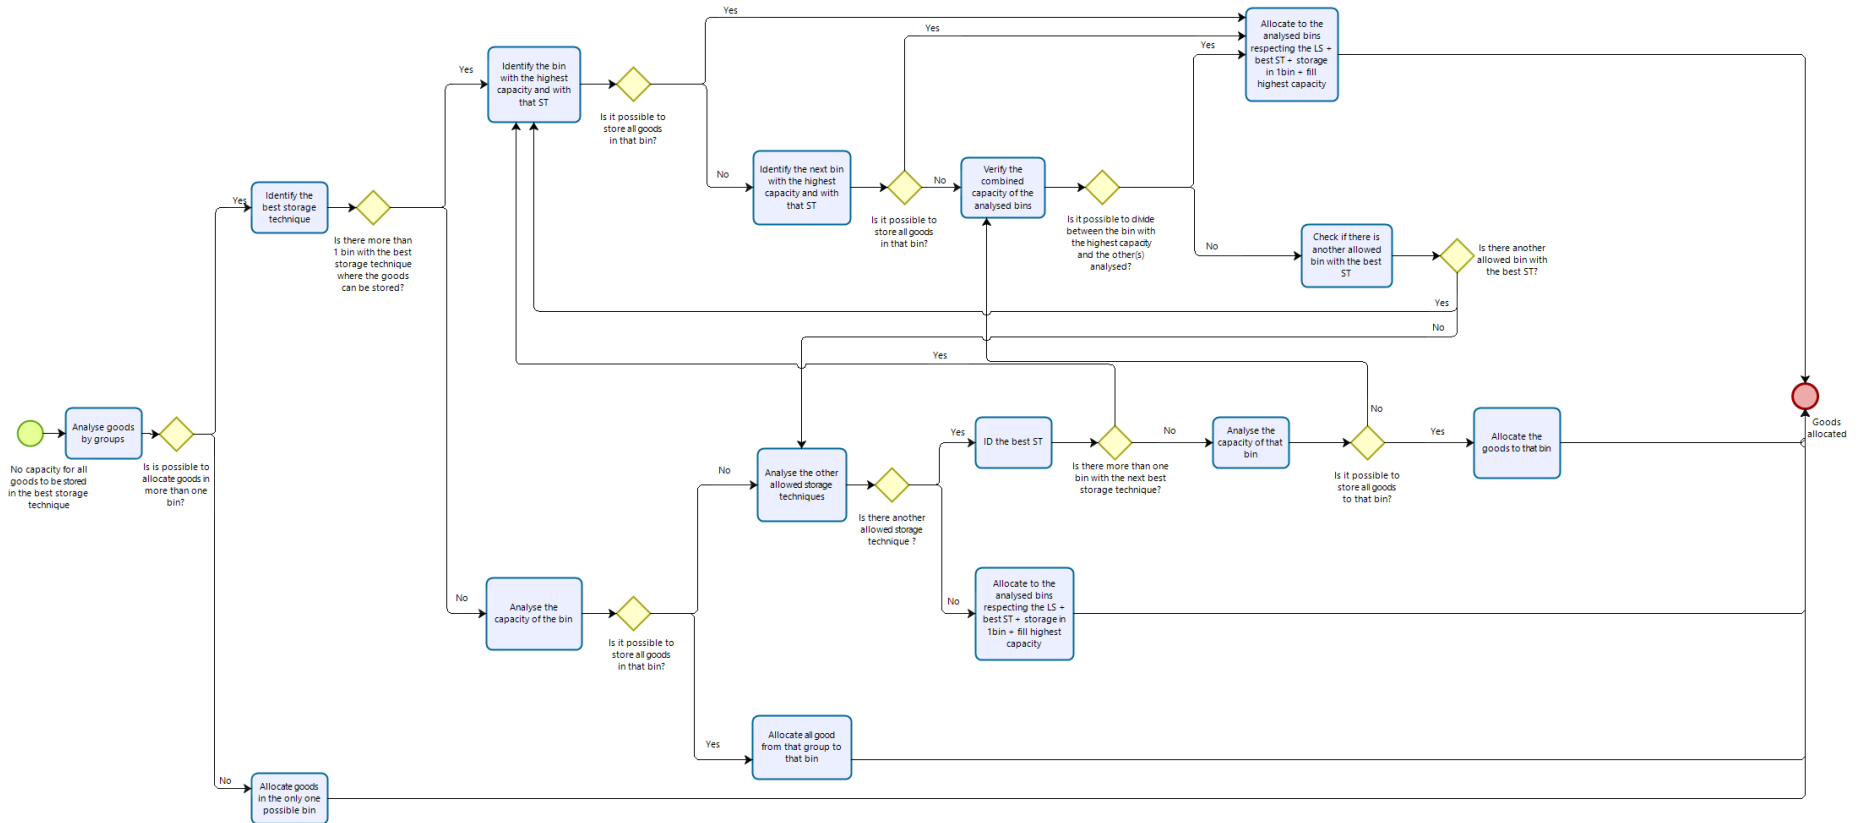 Yes
Allocate to the
analysed bins
respecting the LS +
best ST + storage
in 1bin + fill
highest capacity
Yes
Yes
Yes
Identify the bin
with the highest
capacity and with
that ST
Is it possible to
store all goods
in that bin?
No
Identify the next bin
with the highest
capacity and with
that ST
Is it possible to
store all goods
in that bin?
No
Verify the
combined
capacity of the
analysed bins
Is it possible to divide
between the bin with
the highest capacity
and the other(s)
analysed?
No
Check if there is
another allowed
bin with the best
ST
Is there another
allowed bin with
the best ST?
Yes
No
Yes
Identify the
best storage
technique
Is there more than
1 bin with the best
storage technique
where the goods
can be stored?
Yes
No capacity for all
goods to be stored
in the best storage
technique
Analyse goods
by groups
Is is possible to
allocate goods in
more than one
bin?
No
Analyse the other
allowed storage
techniques
Is there another
allowed storage
technique ?
Yes
ID the best ST
Is there more than one
bin with the next best
storage technique?
No
Analyse the
capacity of that
bin
No
Is it possible to
store all goods
to that bin?
Yes
Allocate the
goods to that bin
Goods
allocated
No
Analyse the
capacity of the bin
Is it possible to
store all goods
in that bin?
No
Allocate to the
analysed bins
respecting the LS +
best ST + storage in
1bin + fill highest
capacity
Yes
Allocate all good
from that group to
that bin
No
Allocate goods
in the only one
possible bin